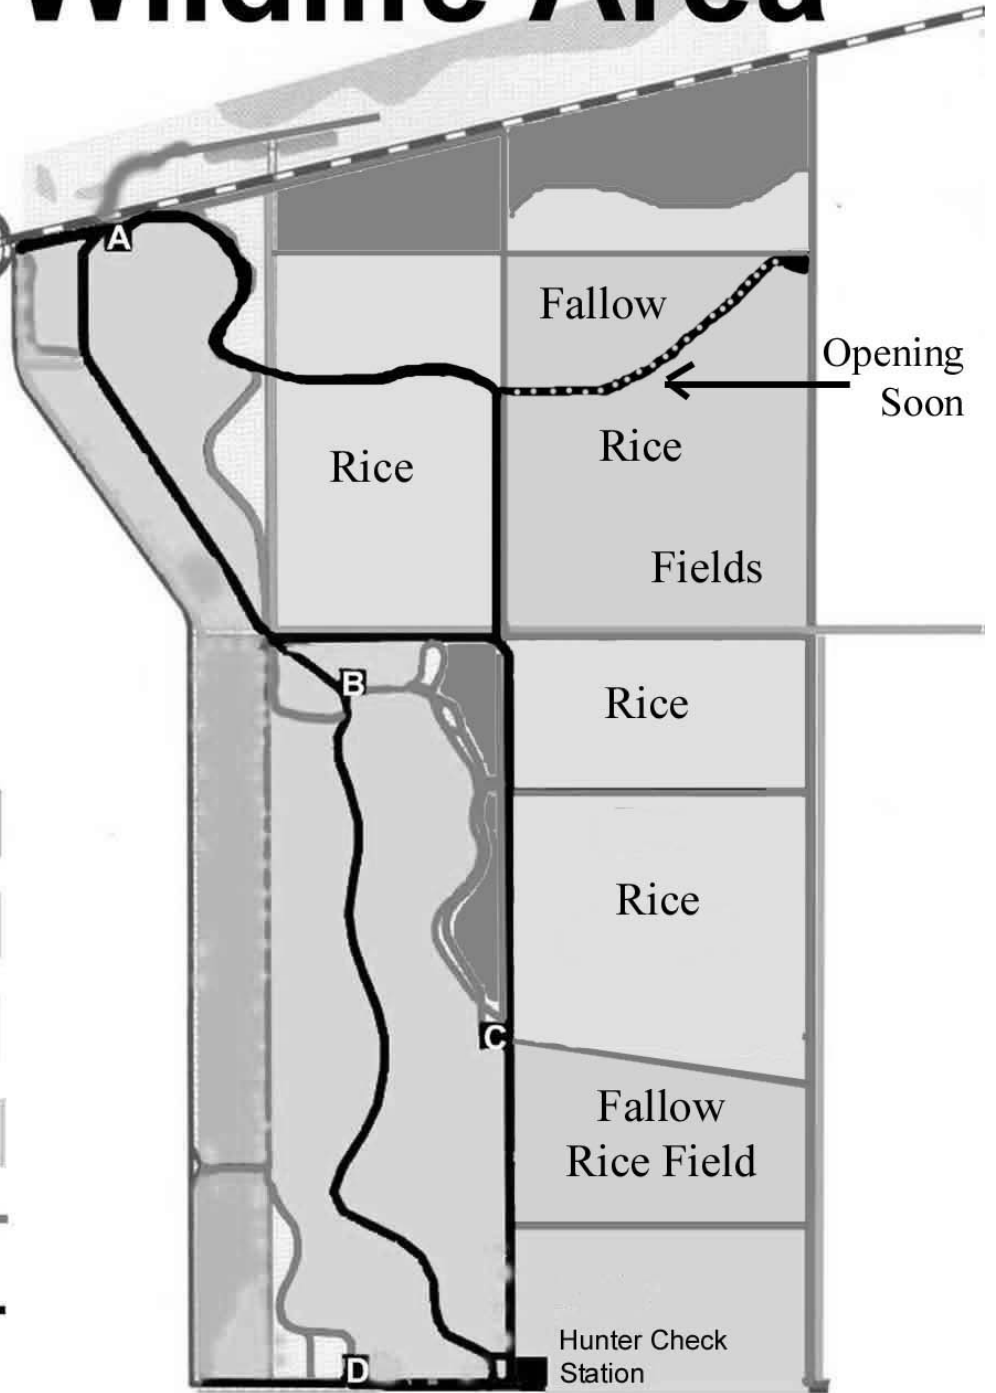 Wildlife Area
A
Fallow
Opening
Soon
Rice
Rice
Fields
B
Rice
Rice
C
Fallow
Rice Field
Hunter Check
Station
D